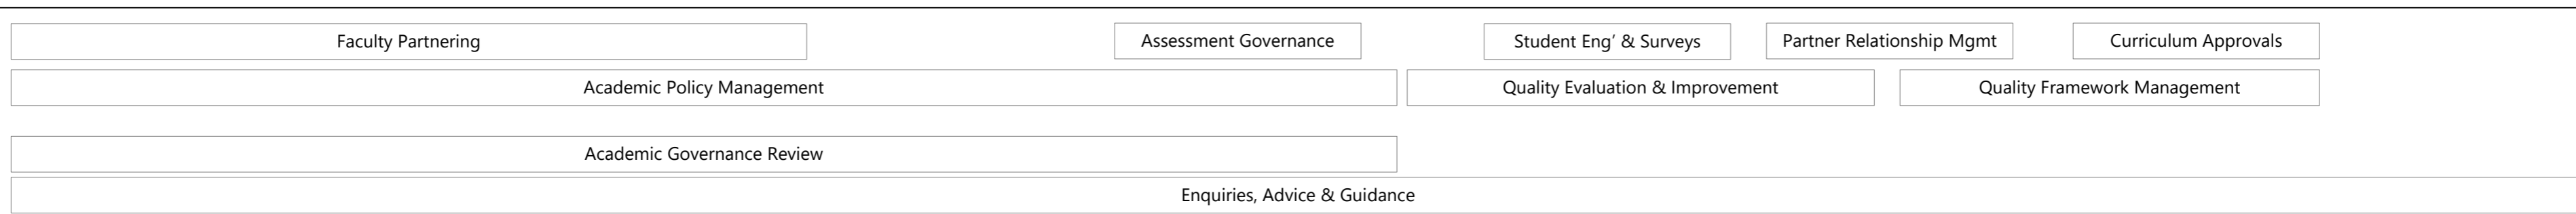 Faculty Partnering
Assessment Governance
Student Eng’ & Surveys
Partner Relationship Mgmt
Curriculum Approvals
Academic Policy Management
Quality Evaluation & Improvement
Quality Framework Management
Academic Governance Review
Enquiries, Advice & Guidance